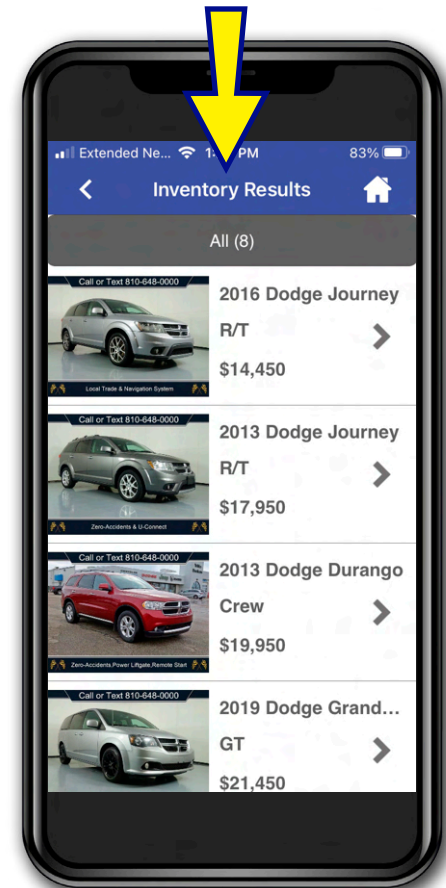 Extended Ne... PM 83%
Inventory Results
All (8)
Call or Text 810-648-0000
2016 Dodge Journey
R/T
$14,450
Local Trade & Navigation System
Call or Text 810-648-0000
2013 Dodge Journey
R/T
$17,950
Zero-Accidents & U-Connect
Call or Text 810-648-0000
2013 Dodge Durango
Crew
$19,950
Zero-Accidents,Power Liftgate,Remote Start
Call or Text 810-648-0000
2019 Dodge Grand...
GT
$21,450